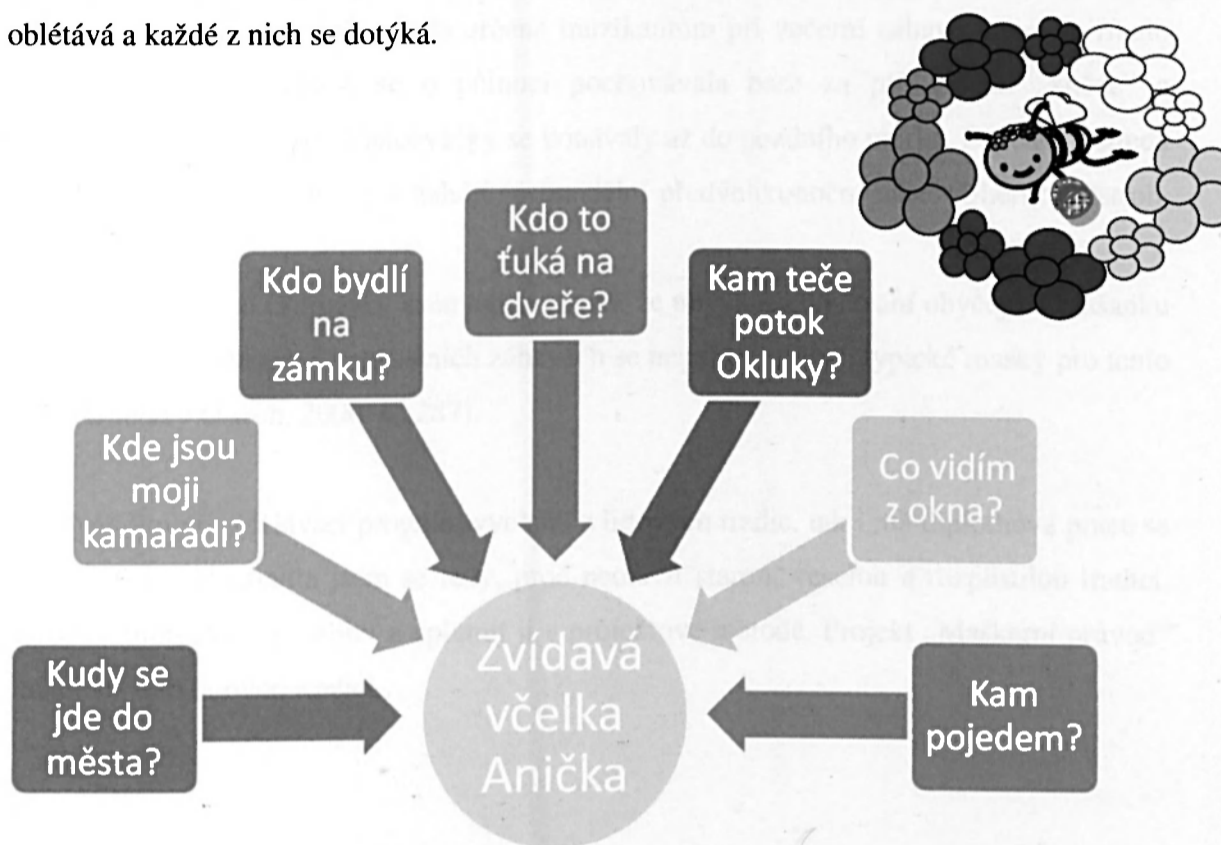 oblétává a každé z nich se dotýká.
Kudy se
jde do
města?
Kde jsou
moji
kamarádi?
Kdo bydlí
na
zámku?
Kdo to
ťuká na
dveře?
Kam teče
potok
Okluky?
Co vidím
z okna?
Kam
pojedem?
Zvídavá
včelka
Anička